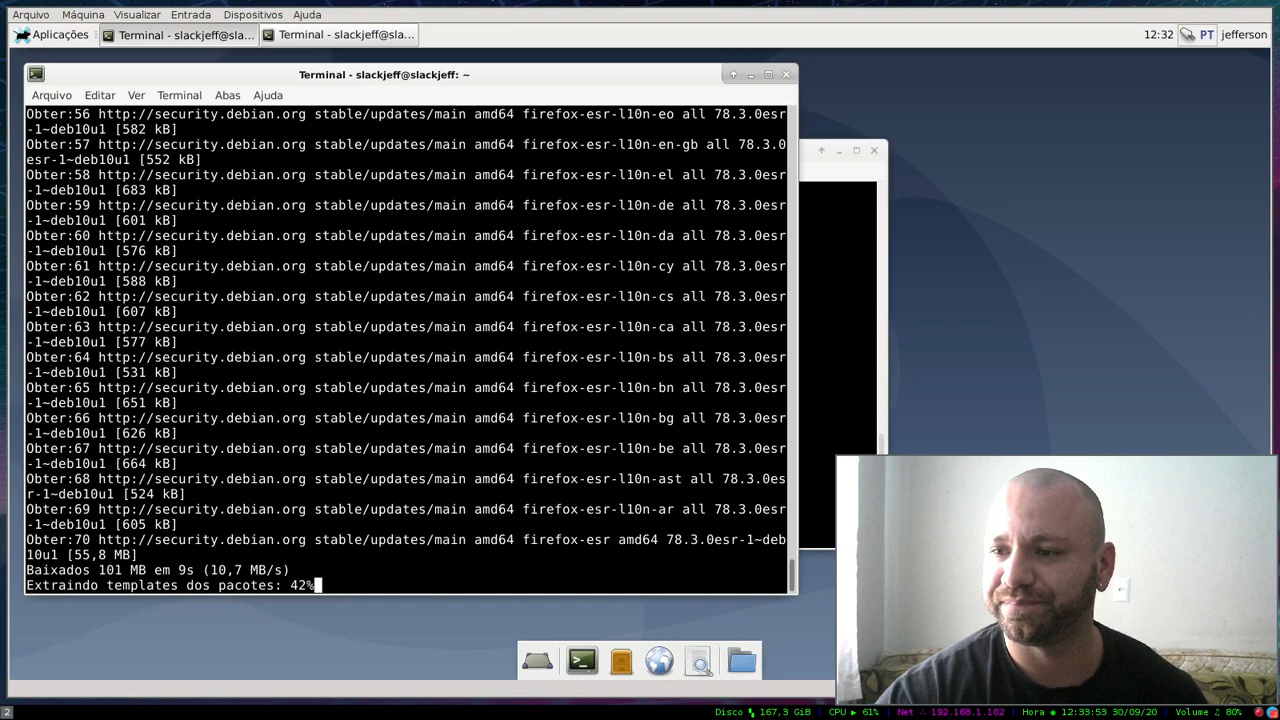 Arquivo Máquina Visualizar Entrada Dispositivos Ajuda
Aplicações Terminal - slackjeff@sla... Terminal - slackjeff@sla... 12:32 PT jefferson
Terminal - slackjeff@slackjeff: ~
Arquivo Editar Ver Terminal Abas Ajuda
Obter:56 http://security.debian.org stable/updates/main amd64 firefox-esr-l10n-eo all 78.3.0esr
-1~deb10u1 [582 kB]
Obter:57 http://security.debian.org stable/updates/main amd64 firefox-esr-l10n-en-gb all 78.3.0
esr-1~deb10u1 [552 kB]
Obter:58 http://security.debian.org stable/updates/main amd64 firefox-esr-l10n-el all 78.3.0esr
-1~deb10u1 [683 kB]
Obter:59 http://security.debian.org stable/updates/main amd64 firefox-esr-l10n-de all 78.3.0esr
-1~deb10u1 [601 kB]
Obter:60 http://security.debian.org stable/updates/main amd64 firefox-esr-l10n-da all 78.3.0esr
-1~deb10u1 [576 kB]
Obter:61 http://security.debian.org stable/updates/main amd64 firefox-esr-l10n-cy all 78.3.0esr
-1~deb10u1 [588 kB]
Obter:62 http://security.debian.org stable/updates/main amd64 firefox-esr-l10n-cs all 78.3.0esr
-1~deb10u1 [607 kB]
Obter:63 http://security.debian.org stable/updates/main amd64 firefox-esr-l10n-ca all 78.3.0esr
-1~deb10u1 [577 kB]
Obter:64 http://security.debian.org stable/updates/main amd64 firefox-esr-l10n-bs all 78.3.0esr
-1~deb10u1 [531 kB]
Obter:65 http://security.debian.org stable/updates/main amd64 firefox-esr-l10n-bn all 78.3.0esr
-1~deb10u1 [651 kB]
Obter:66 http://security.debian.org stable/updates/main amd64 firefox-esr-l10n-bg all 78.3.0esr
-1~deb10u1 [626 kB]
Obter:67 http://security.debian.org stable/updates/main amd64 firefox-esr-l10n-be all 78.3.0esr
-1~deb10u1 [664 kB]
Obter:68 http://security.debian.org stable/updates/main amd64 firefox-esr-l10n-ast all 78.3.0es
r-1~deb10u1 [524 kB]
Obter:69 http://security.debian.org stable/updates/main amd64 firefox-esr-l10n-ar all 78.3.0esr
-1~deb10u1 [605 kB]
Obter:70 http://security.debian.org stable/updates/main amd64 firefox-esr amd64 78.3.0esr-1~deb
10u1 [55,8 MB]
Baixados 101 MB em 9s (10,7 MB/s)
Extraindo templates dos pacotes: 42%
2 Disco 167,3 GiB CPU 61% Net 192.168.1.102 Hora 12:33:53 30/09/20 Volume 80%